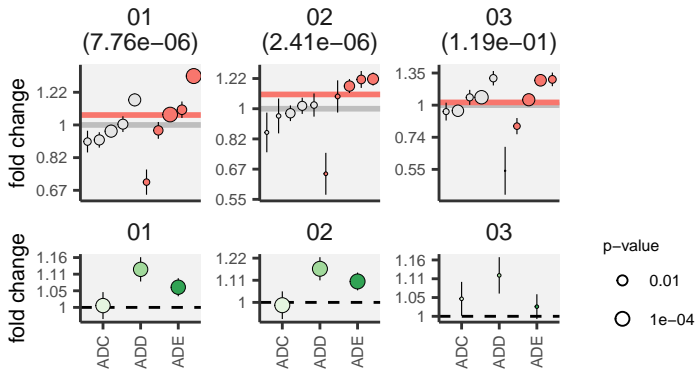 01 02 03
(7.76e−06) (2.41e−06) (1.19e−01)
fold change
1.22
1
0.82
0.67
1.22
1
0.82
0.67
0.55
1.35
1
0.74
0.55
01 02 03
fold change
1.16
1.11
1.05
1
1.22
1.11
1
1.16
1.11
1.05
1
ADC ADD ADE
ADC ADD ADE
ADC ADD ADE
p−value
0.01
1e−04